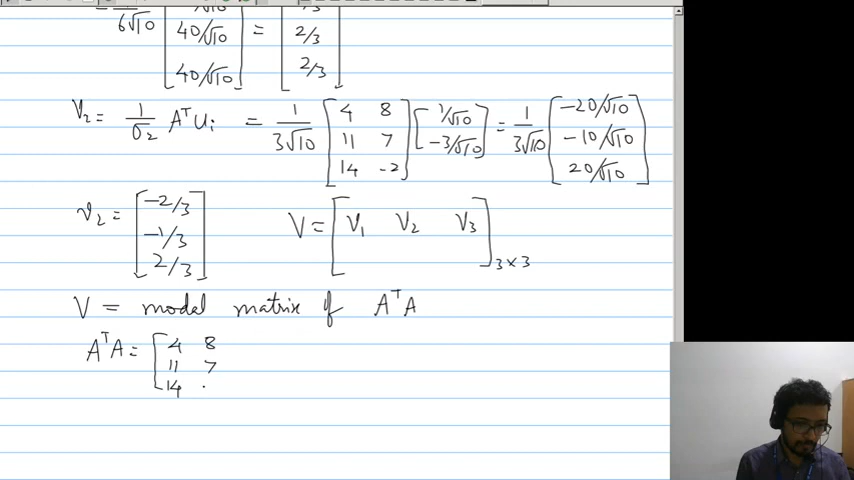 6√10 [40/√10 40/√10] = [2/3 2/3]
V₂ = 1/σ₂ AᵀUᵢ = 1/3√10 [4 8; 11 7; 14 -2] [1/√10; -3/√10] = 1/3√10 [-20/√10; -10/√10; 20/√10]
v₂ = [-2/3; -1/3; 2/3] V = [V₁ V₂ V₃] 3×3
V = modal matrix of AᵀA
AᵀA = [4 8; 11 7; 14